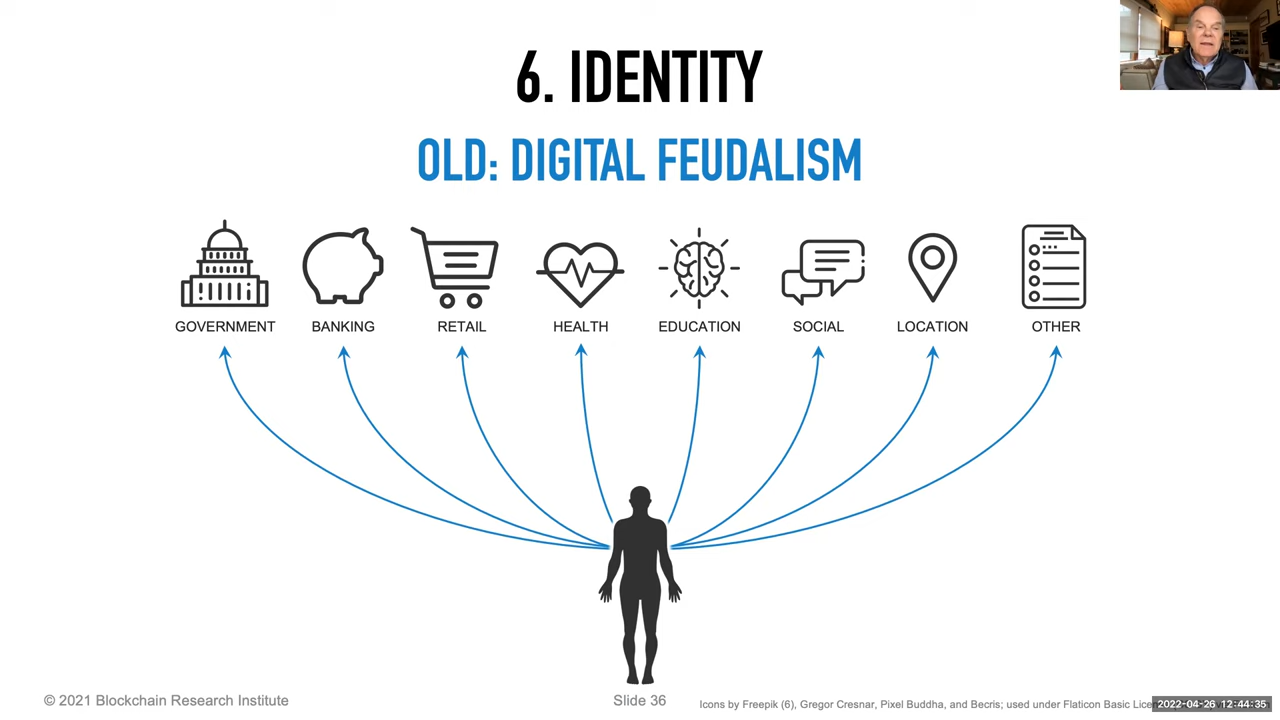 6. IDENTITY
OLD: DIGITAL FEUDALISM
GOVERNMENT BANKING RETAIL HEALTH EDUCATION SOCIAL LOCATION OTHER
© 2021 Blockchain Research Institute
Slide 36
Icons by Freepik (6), Gregor Cresnar, Pixel Buddha, and Becris; used under Flaticon Basic
2022-04-26 12:44:35